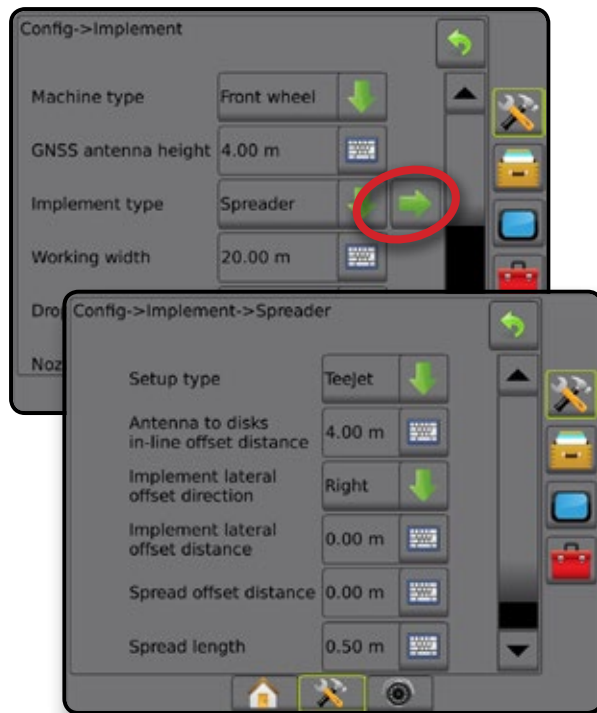 Config->Implement
Machine type Front wheel
GNSS antenna height 4.00 m
Implement type Spreader
Working width 20.00 m
Dro
Noz
Config->Implement->Spreader
Setup type TeeJet
Antenna to disks
in-line offset distance 4.00 m
Implement lateral
offset direction Right
Implement lateral
offset distance 0.00 m
Spread offset distance 0.00 m
Spread length 0.50 m